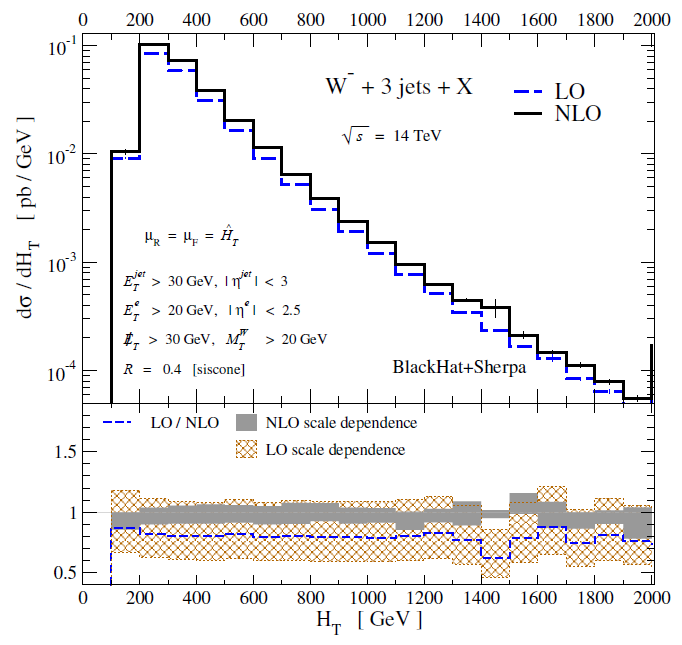 0 200 400 600 800 1000 1200 1400 1600 1800 2000
10⁻¹
10⁻²
10⁻³
10⁻⁴
dσ / dH_T [ pb / GeV ]
W⁻ + 3 jets + X
√s = 14 TeV
LO
NLO
μ_R = μ_F = Ĥ_T
E_T^jet > 30 GeV, | η^jet | < 3
E_T^e > 20 GeV, | η^e | < 2.5
E̸_T > 30 GeV, M_T^W > 20 GeV
R = 0.4 [siscone]
BlackHat+Sherpa
LO / NLO
NLO scale dependence
LO scale dependence
1.5
1
0.5
0 200 400 600 800 1000 1200 1400 1600 1800 2000
H_T [ GeV ]